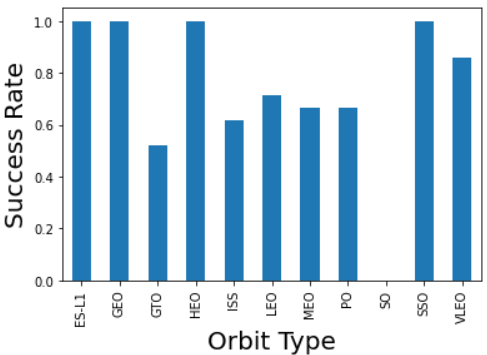 1.0
0.8
0.6
0.4
0.2
0.0
Success Rate
ES-L1
GEO
GTO
HEO
ISS
LEO
MEO
PO
SO
SSO
VLEO
Orbit Type